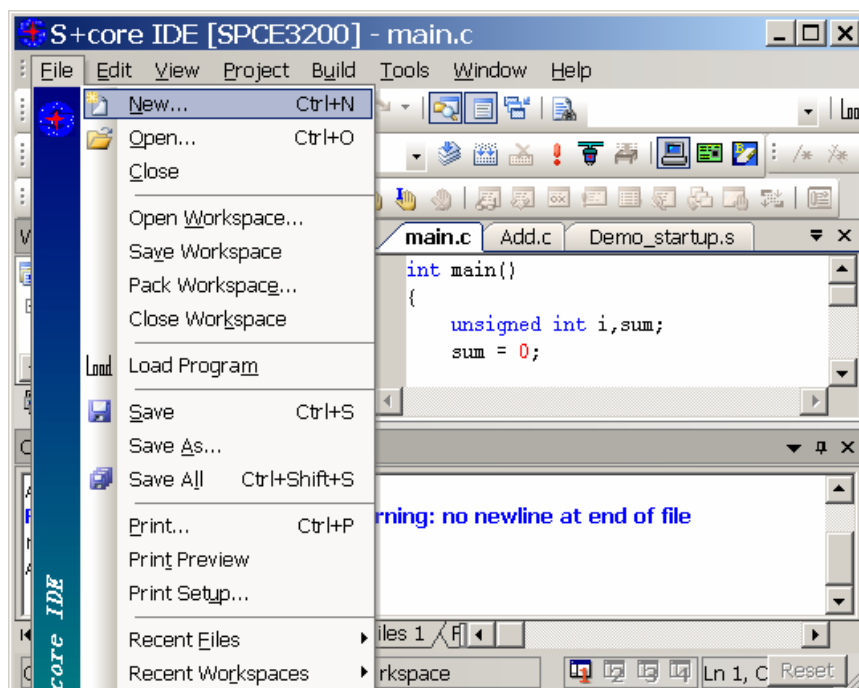 S+core IDE [SPCE3200] - main.c
File Edit View Project Build Tools Window Help
New... Ctrl+N
Open... Ctrl+O
Close
Open Workspace...
Save Workspace
Pack Workspace...
Close Workspace
Load Program
Save Ctrl+S
Save As...
Save All Ctrl+Shift+S
Print... Ctrl+P
Print Preview
Print Setup...
Recent Files
Recent Workspaces
core IDE
main.c Add.c Demo_startup.s
int main()
{
unsigned int i,sum;
sum = 0;
rning: no newline at end of file
iles 1
rkspace
Ln 1, C Reset